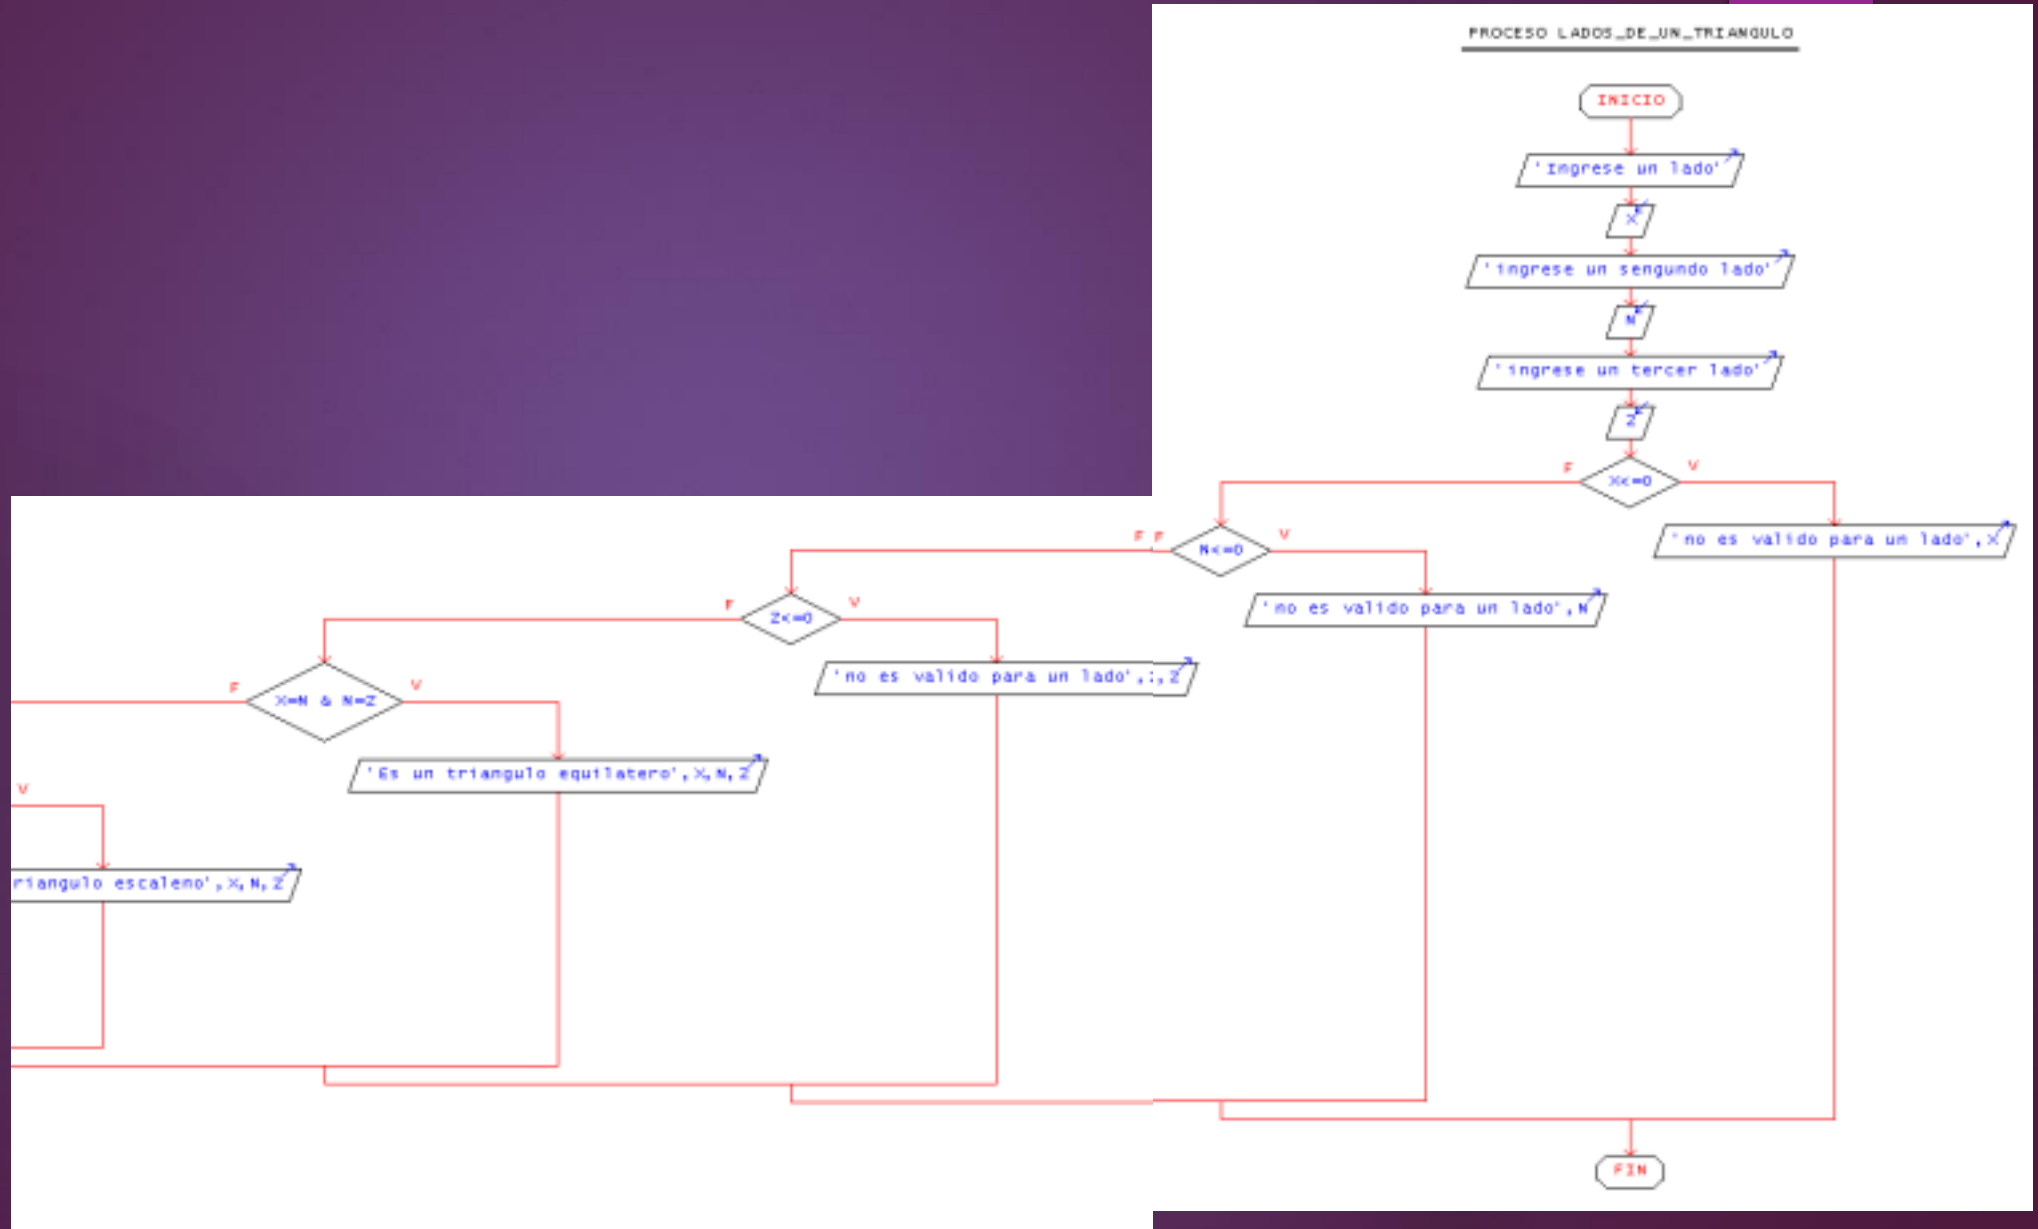 PROCESO LADOS_DE_UN_TRIANGULO
INICIO
'Ingrese un lado'
X
'ingrese un sengundo lado'
N
'ingrese un tercer lado'
Z
F
X<=0
V
'no es valido para un lado',X
F F
N<=0
V
'no es valido para un lado',N
F
Z<=0
V
'no es valido para un lado',:,Z
F
X=N & N=Z
V
'Es un triangulo equilatero',X,N,Z
V
riangulo escaleno',X,N,Z
FIN